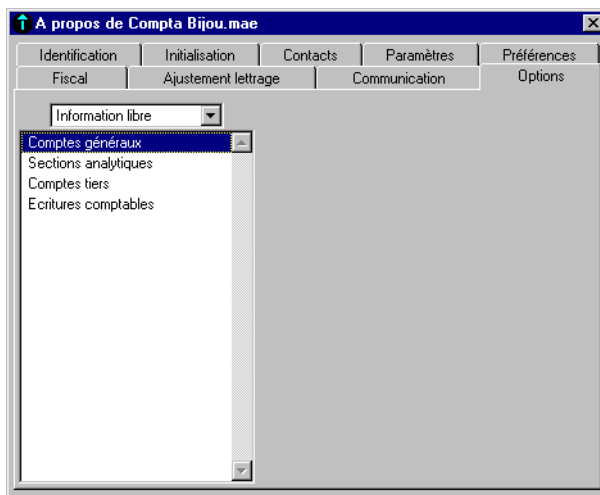 A propos de Compta Bijou.mae
Identification Initialisation Contacts Paramètres Préférences
Fiscal Ajustement lettrage Communication Options
Information libre
Comptes généraux
Sections analytiques
Comptes tiers
Ecritures comptables